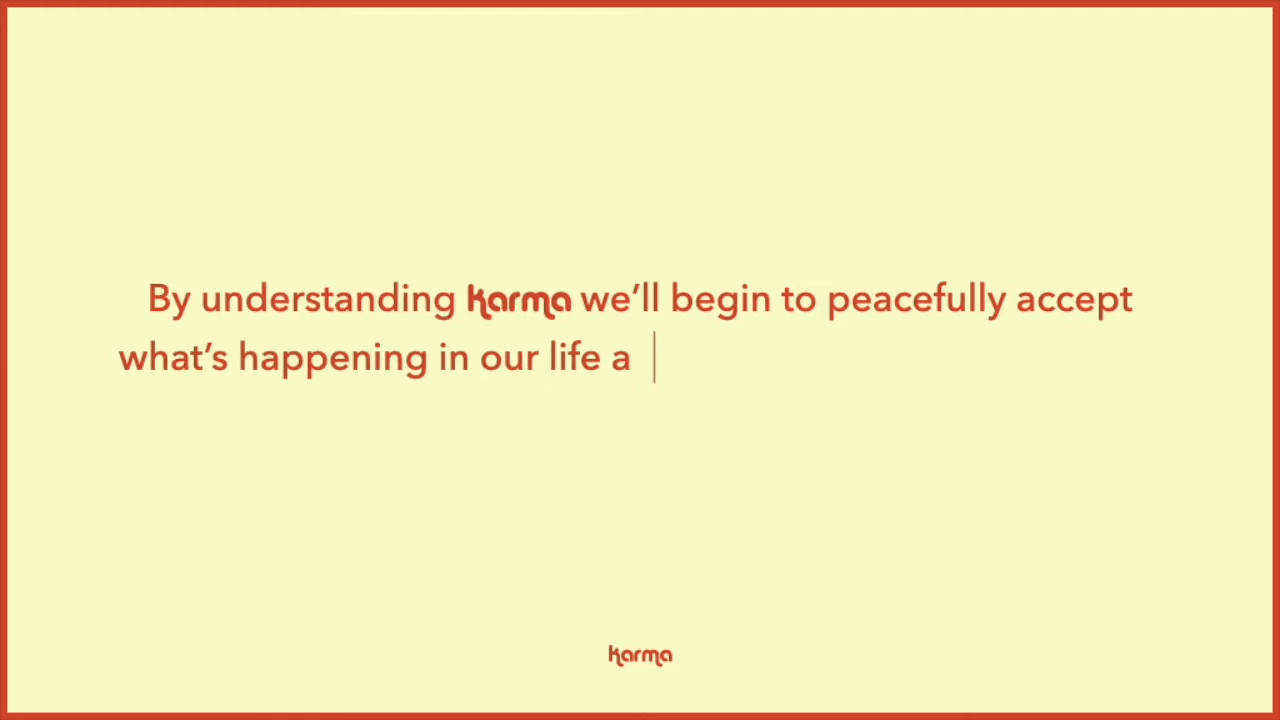 By understanding karma we’ll begin to peacefully accept
what’s happening in our life a
karma